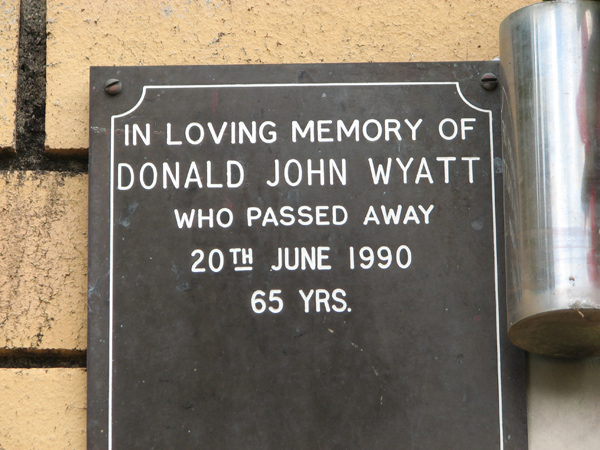 IN LOVING MEMORY OF
DONALD JOHN WYATT
WHO PASSED AWAY
20TH JUNE 1990
65 YRS.